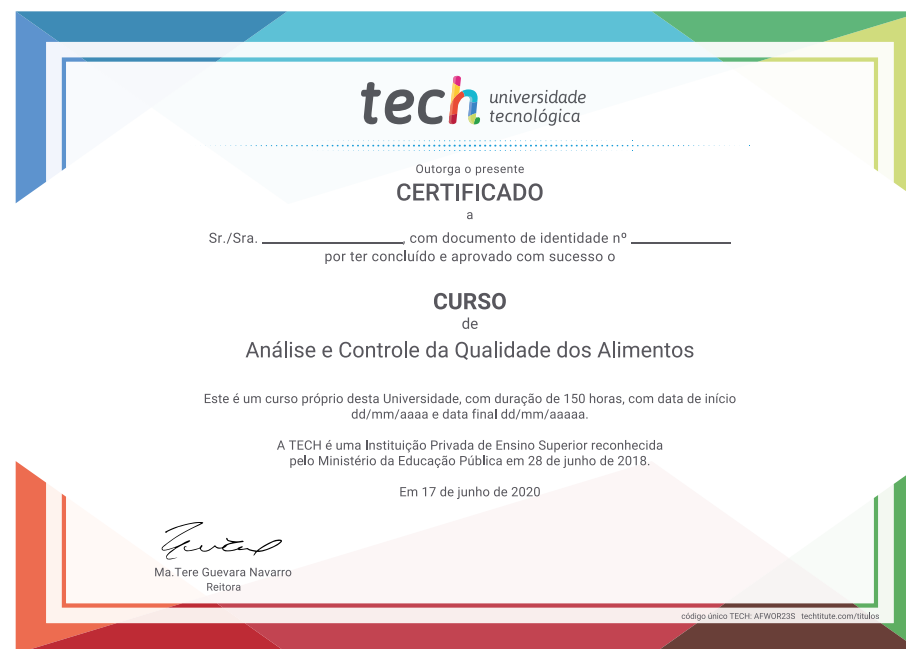 tech universidade
tecnológica
Outorga o presente
CERTIFICADO
a
Sr./Sra. ________________, com documento de identidade nº ____________
por ter concluído e aprovado com sucesso o
CURSO
de
Análise e Controle da Qualidade dos Alimentos
Este é um curso próprio desta Universidade, com duração de 150 horas, com data de início
dd/mm/aaaa e data final dd/mm/aaaaa.
A TECH é uma Instituição Privada de Ensino Superior reconhecida
pelo Ministério da Educação Pública em 28 de junho de 2018.
Em 17 de junho de 2020
Ma.Tere Guevara Navarro
Reitora
código único TECH: AFWOR23S techtitute.com/titulos